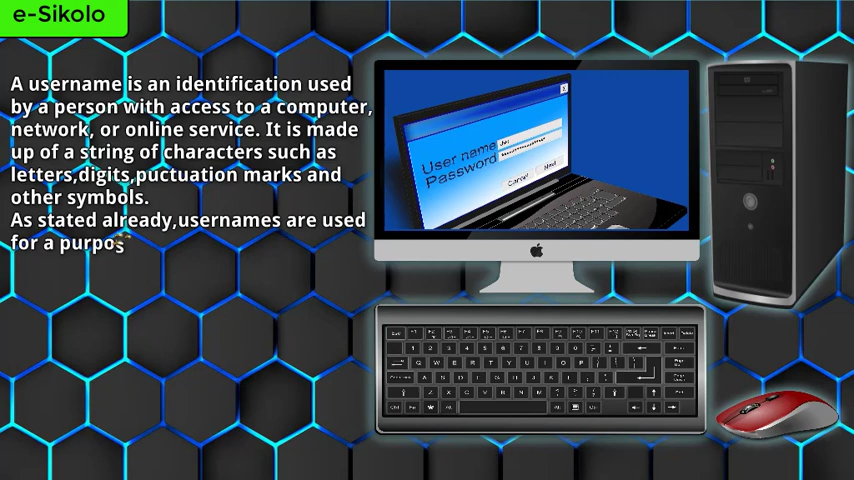 e-Sikolo
A username is an identification used
by a person with access to a computer,
network, or online service. It is made
up of a string of characters such as
letters,digits,puctuation marks and
other symbols.
As stated already,usernames are used
for a purpos
User name
Password
Cancel
Next